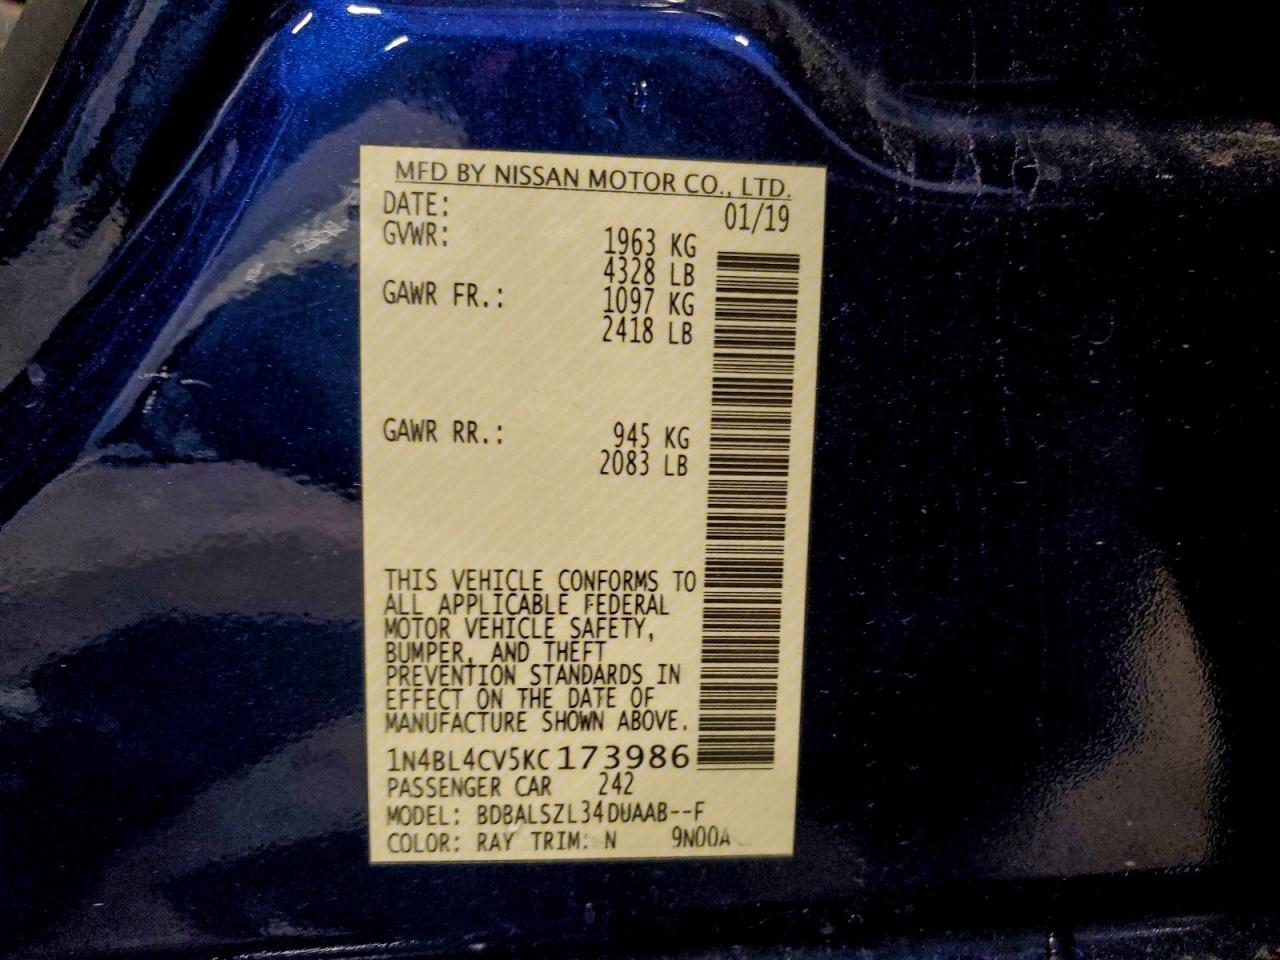 MFD BY NISSAN MOTOR CO., LTD.
DATE: 01/19
GVWR: 1963 KG
4328 LB
GAWR FR.: 1097 KG
2418 LB
GAWR RR.: 945 KG
2083 LB
THIS VEHICLE CONFORMS TO
ALL APPLICABLE FEDERAL
MOTOR VEHICLE SAFETY,
BUMPER, AND THEFT
PREVENTION STANDARDS IN
EFFECT ON THE DATE OF
MANUFACTURE SHOWN ABOVE.
1N4BL4CV5KC173986
PASSENGER CAR 242
MODEL: BDBALSZL34DUAAB--F
COLOR: RAY TRIM: N 9N00A